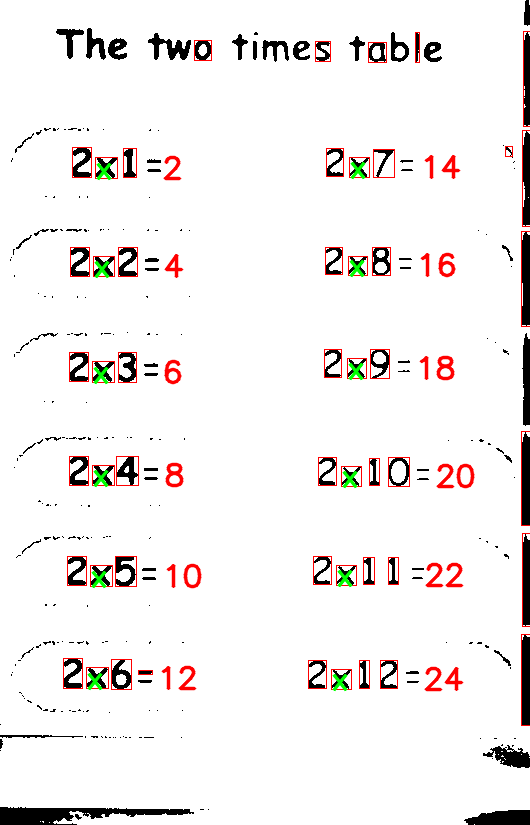 The two times table
2x1=2
2x2=4
2x3=6
2x4=8
2x5=10
2x6=12
2x7=14
2x8=16
2x9=18
2x10=20
2x11=22
2x12=24